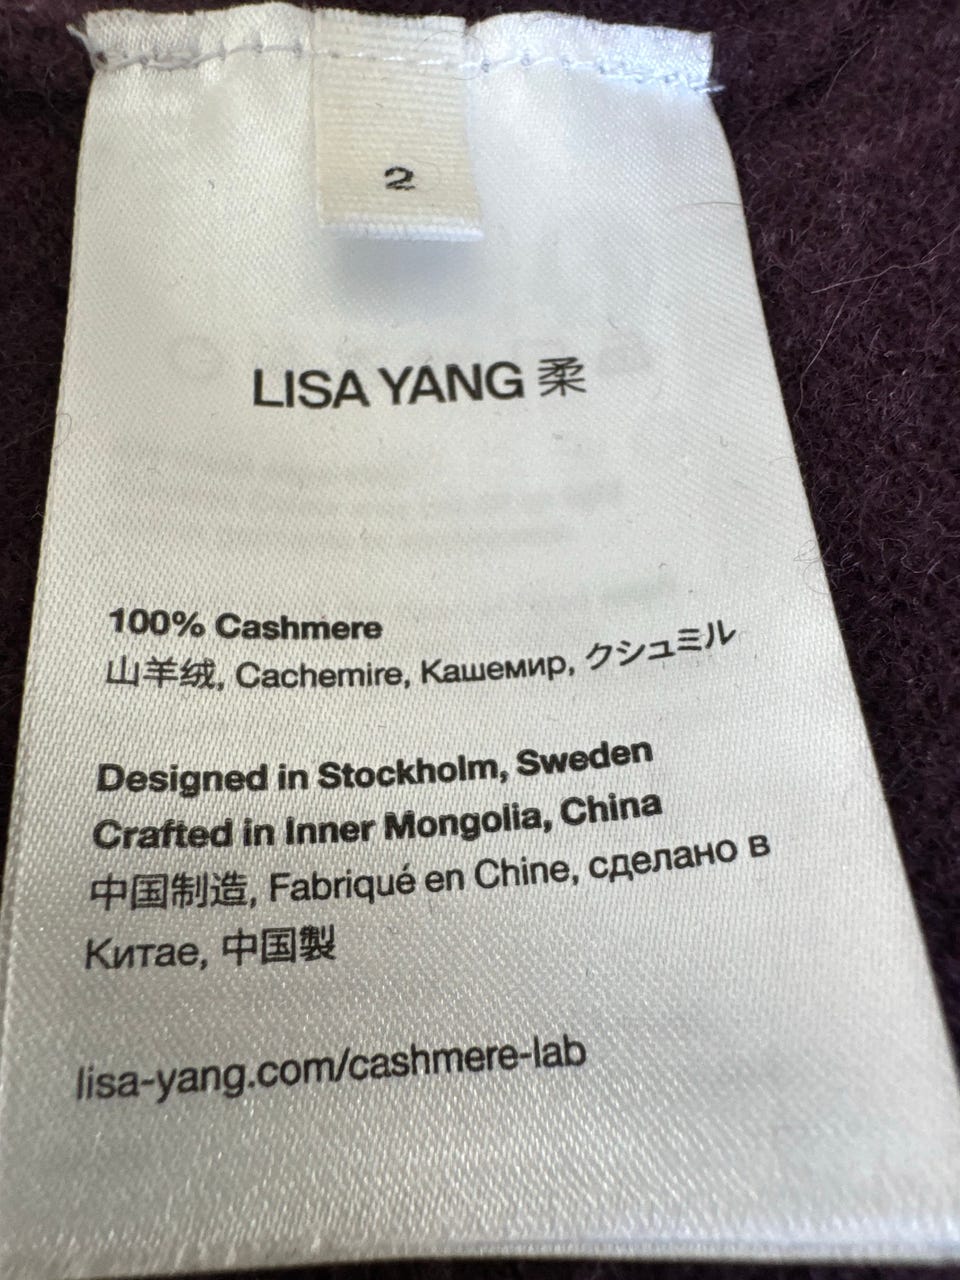 2
LISA YANG 柔
100% Cashmere
山羊绒, Cachemire, Кашемир, クシュミル
Designed in Stockholm, Sweden
Crafted in Inner Mongolia, China
中国制造, Fabriqué en Chine, сделано в
Китае, 中国製
lisa-yang.com/cashmere-lab